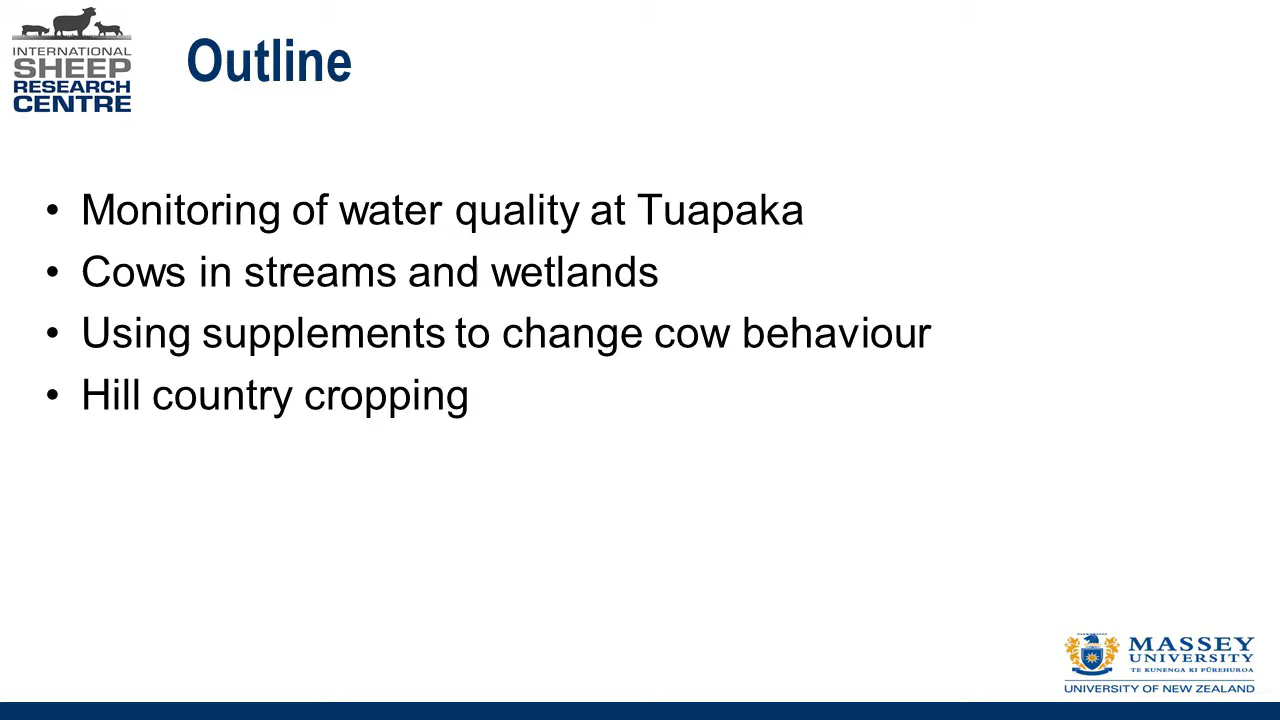 INTERNATIONAL
SHEEP
RESEARCH
CENTRE
Outline
• Monitoring of water quality at Tuapaka
• Cows in streams and wetlands
• Using supplements to change cow behaviour
• Hill country cropping
MASSEY
UNIVERSITY
TE KUNENGA KI PŪREHUROA
UNIVERSITY OF NEW ZEALAND